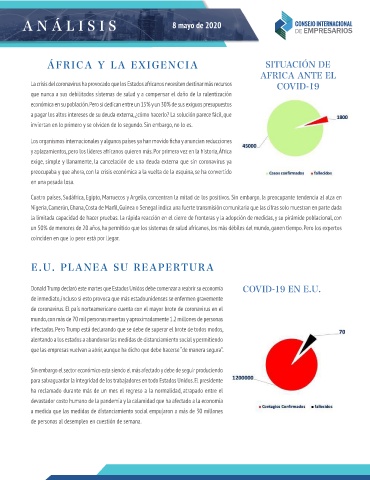 ANÁLISIS
8 mayo de 2020
CONSEJO INTERNACIONAL
DE EMPRESARIOS
ÁFRICA Y LA EXIGENCIA
La crisis del coronavirus ha provocado que los Estados africanos necesiten destinar más recursos
que nunca a sus debilitados sistemas de salud y a compensar el daño de la ralentización
económica en su población. Pero si dedican entre un 15% y un 30% de sus exiguos presupuestos
a pagar los altos intereses de su deuda externa, ¿cómo hacerlo? La solución parece fácil, que
inviertan en lo primero y se olviden de lo segundo. Sin embargo, no lo es.
Los organismos internacionales y algunos países ya han movido ficha y anuncian reducciones
y aplazamientos, pero los líderes africanos quieren más. Por primera vez en la historia, África
exige, simple y llanamente, la cancelación de una deuda externa que sin coronavirus ya
preocupaba y que ahora, con la crisis económica a la vuelta de la esquina, se ha convertido
en una pesada losa.
SITUACIÓN DE
AFRICA ANTE EL
COVID-19
1800
45000
Casos confirmados
fallecidos
Cuatro países, Sudáfrica, Egipto, Marruecos y Argelia, concentran la mitad de los positivos. Sin embargo, la preocupante tendencia al alza en
Nigeria, Camerún, Ghana, Costa de Marfil, Guinea o Senegal indica una fuerte transmisión comunitaria que las cifras solo muestran en parte dada
la limitada capacidad de hacer pruebas. La rápida reacción en el cierre de fronteras y la adopción de medidas, y su pirámide poblacional, con
un 50% de menores de 20 años, ha permitido que los sistemas de salud africanos, los más débiles del mundo, ganen tiempo. Pero los expertos
coinciden en que lo peor está por llegar.
E.U. PLANEA SU REAPERTURA
Donald Trump declaró este martes que Estados Unidos debe comenzar a reabrir su economía
de inmediato, incluso si esto provoca que más estadounidenses se enfermen gravemente
de coronavirus. El país norteamericano cuenta con el mayor brote de coronavirus en el
mundo, con más de 70 mil personas muertas y aproximadamente 1.2 millones de personas
infectadas. Pero Trump está declarando que se debe de superar el brote de todos modos,
alentando a los estados a abandonar las medidas de distanciamiento social y permitiendo
que las empresas vuelvan a abrir, aunque ha dicho que debe hacerse "de manera segura".
Sin embargo el sector económico esta siendo el más afectado y debe de seguir produciendo
para salvaguardar la integridad de los trabajadores en todo Estados Unidos. El presidente
ha reclamado durante más de un mes el regreso a la normalidad, atrapado entre el
devastador costo humano de la pandemia y la calamidad que ha afectado a la economía
a medida que las medidas de distanciamiento social empujaron a más de 30 millones
de personas al desempleo en cuestión de semana.
COVID-19 EN E.U.
70
1200000
Contagios Confirmados
fallecidos